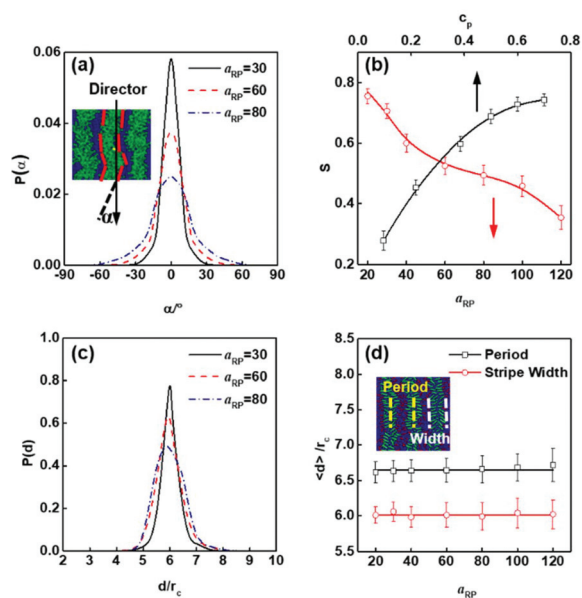 (a)
Director
a_RP=30
a_RP=60
a_RP=80
α
P(α)
0.06
0.04
0.02
0.00
-90 -60 -30 0 30 60 90
α/°
c_p
0.0 0.2 0.4 0.6 0.8
(b)
S
0.8
0.6
0.4
0.2
20 40 60 80 100 120
a_RP
(c)
a_RP=30
a_RP=60
a_RP=80
P(d)
1.0
0.8
0.6
0.4
0.2
0.0
2 3 4 5 6 7 8 9 10
d/r_c
(d)
Period
Stripe Width
Period
Width
<d> /r_c
8.5
8.0
7.5
7.0
6.5
6.0
5.5
20 40 60 80 100 120
a_RP